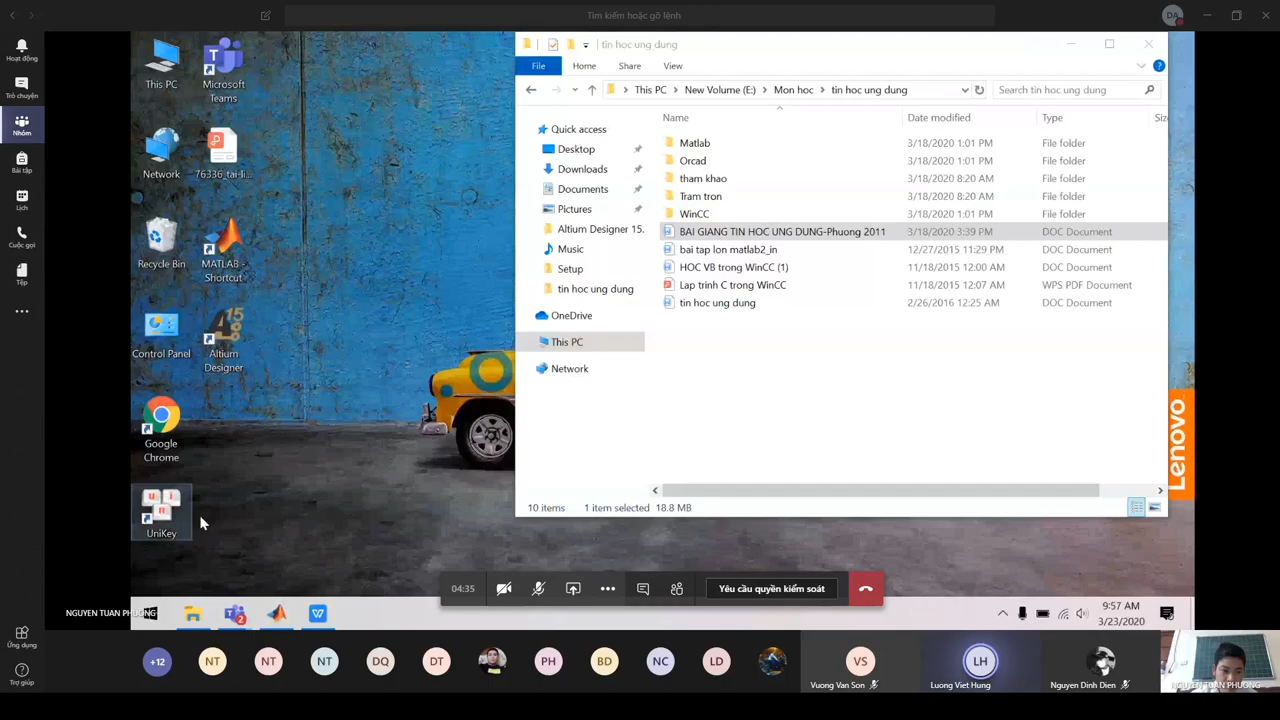 Tìm kiếm hoặc gõ lệnh
DA
Hoạt động
Trò chuyện
Nhóm
Bài tập
Lịch
Cuộc gọi
Tệp
Ứng dụng
Trợ giúp
This PC
Microsoft
Teams
Network
76336_tai-li...
Recycle Bin
MATLAB -
Shortcut
Control Panel
Altium
Designer
Google
Chrome
UniKey
tin hoc ung dung
File Home Share View
This PC > New Volume (E:) > Mon hoc > tin hoc ung dung
Search tin hoc ung dung
Name Date modified Type Siz
Quick access
Desktop
Downloads
Documents
Pictures
Altium Designer 15.
Music
Setup
tin hoc ung dung
OneDrive
This PC
Network
Matlab 3/18/2020 1:01 PM File folder
Orcad 3/18/2020 1:01 PM File folder
tham khao 3/18/2020 8:20 AM File folder
Tram tron 3/18/2020 8:20 AM File folder
WinCC 3/18/2020 1:01 PM File folder
BAI GIANG TIN HOC UNG DUNG-Phuong 2011 3/18/2020 3:39 PM DOC Document
bai tap lon matlab2_in 12/27/2015 11:29 PM DOC Document
HOC VB trong WinCC (1) 11/18/2015 12:00 AM DOC Document
Lap trinh C trong WinCC 11/18/2015 12:07 AM WPS PDF Document
tin hoc ung dung 2/26/2016 12:25 AM DOC Document
10 items 1 item selected 18.8 MB
Lenovo
04:35
Yêu cầu quyền kiểm soát
NGUYEN TUAN PHUONG
2
9:57 AM
3/23/2020
+12 NT NT NT DQ DT PH BD NC LD VS LH
Vuong Van Son
Luong Viet Hung
Nguyen Dinh Dien
NGUYEN TUAN PHUONG